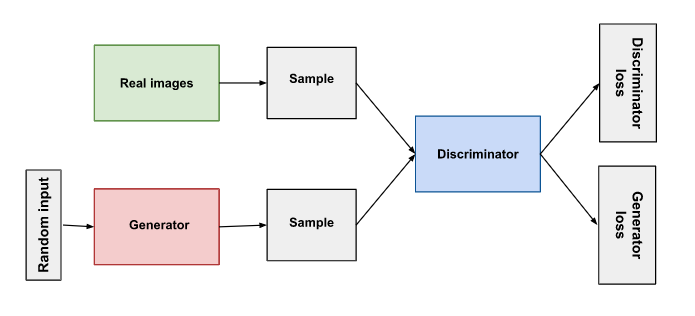 Real images
Sample
Discriminator
loss
Discriminator
Random input
Generator
Sample
Generator
loss